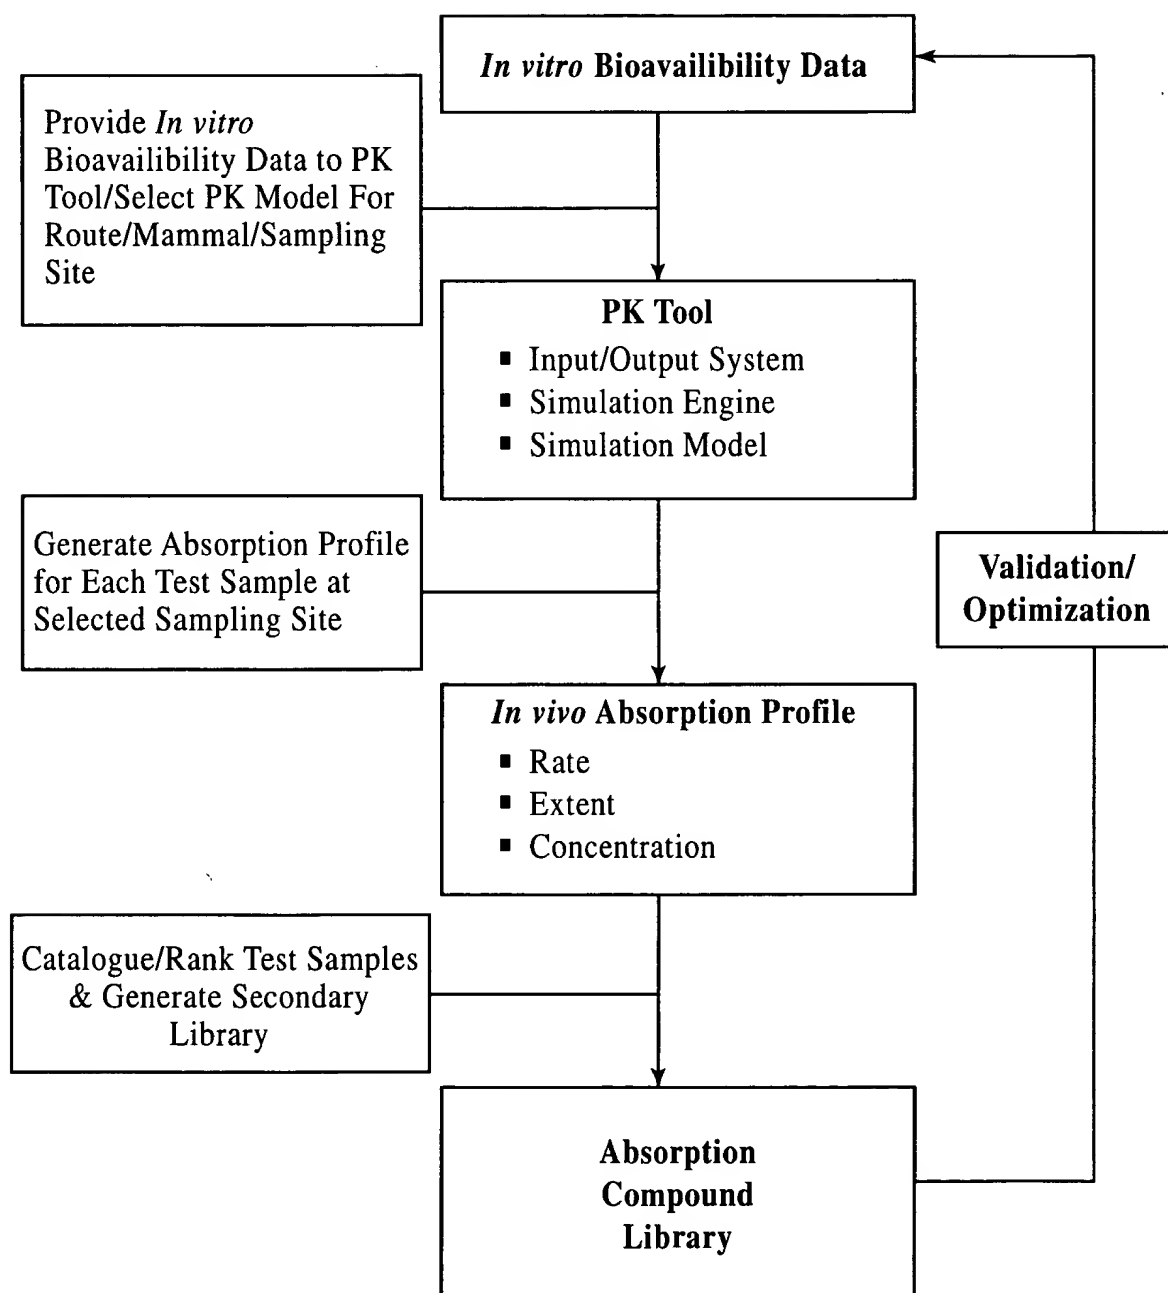 In vitro Bioavailibility Data
Provide In vitro
Bioavailibility Data to PK
Tool/Select PK Model For
Route/Mammal/Sampling
Site
PK Tool
▪ Input/Output System
▪ Simulation Engine
▪ Simulation Model
Generate Absorption Profile
for Each Test Sample at
Selected Sampling Site
Validation/
Optimization
In vivo Absorption Profile
▪ Rate
▪ Extent
▪ Concentration
Catalogue/Rank Test Samples
& Generate Secondary
Library
Absorption
Compound
Library